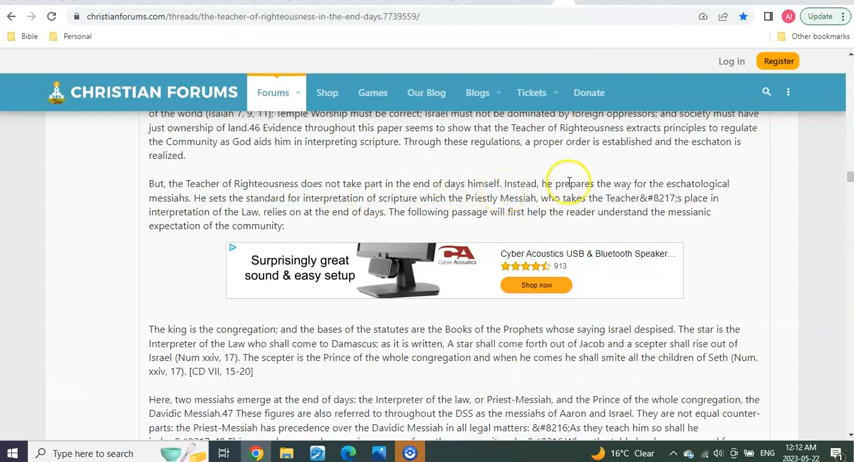 christianforums.com/threads/the-teacher-of-righteousness-in-the-end-days.7739559/
AI
Update
Bible
Personal
Other bookmarks
Log in
Register
CHRISTIAN FORUMS
Forums
Shop
Games
Our Blog
Blogs
Tickets
Donate
of the world (Isaiah 7, 9, 11); Temple Worship must be correct; Israel must not be dominated by foreign oppressors; and society must have
just ownership of land.46 Evidence throughout this paper seems to show that the Teacher of Righteousness extracts principles to regulate
the Community as God aids him in interpreting scripture. Through these regulations, a proper order is established and the eschaton is
realized.
But, the Teacher of Righteousness does not take part in the end of days himself. Instead, he prepares the way for the eschatological
messiahs. He sets the standard for interpretation of scripture which the Priestly Messiah, who takes the Teacher&#8217;s place in
interpretation of the Law, relies on at the end of days. The following passage will first help the reader understand the messianic
expectation of the community:
Surprisingly great
sound & easy setup
CA
Cyber Acoustics
Cyber Acoustics USB & Bluetooth Speaker...
913
Shop now
The king is the congregation; and the bases of the statutes are the Books of the Prophets whose saying Israel despised. The star is the
Interpreter of the Law who shall come to Damascus; as it is written, A star shall come forth out of Jacob and a scepter shall rise out of
Israel (Num xxiv, 17). The scepter is the Prince of the whole congregation and when he comes he shall smite all the children of Seth (Num.
xxiv, 17). [CD VII, 15-20]
Here, two messiahs emerge at the end of days: the Interpreter of the law, or Priest-Messiah, and the Prince of the whole congregation, the
Davidic Messiah.47 These figures are also referred to throughout the DSS as the messiahs of Aaron and Israel. They are not equal counter-
parts: the Priest-Messiah has precedence over the Davidic Messiah in all legal matters: &#8216;As they teach him so shall he
Type here to search
16°C Clear
ENG
12:12 AM
2023-05-22